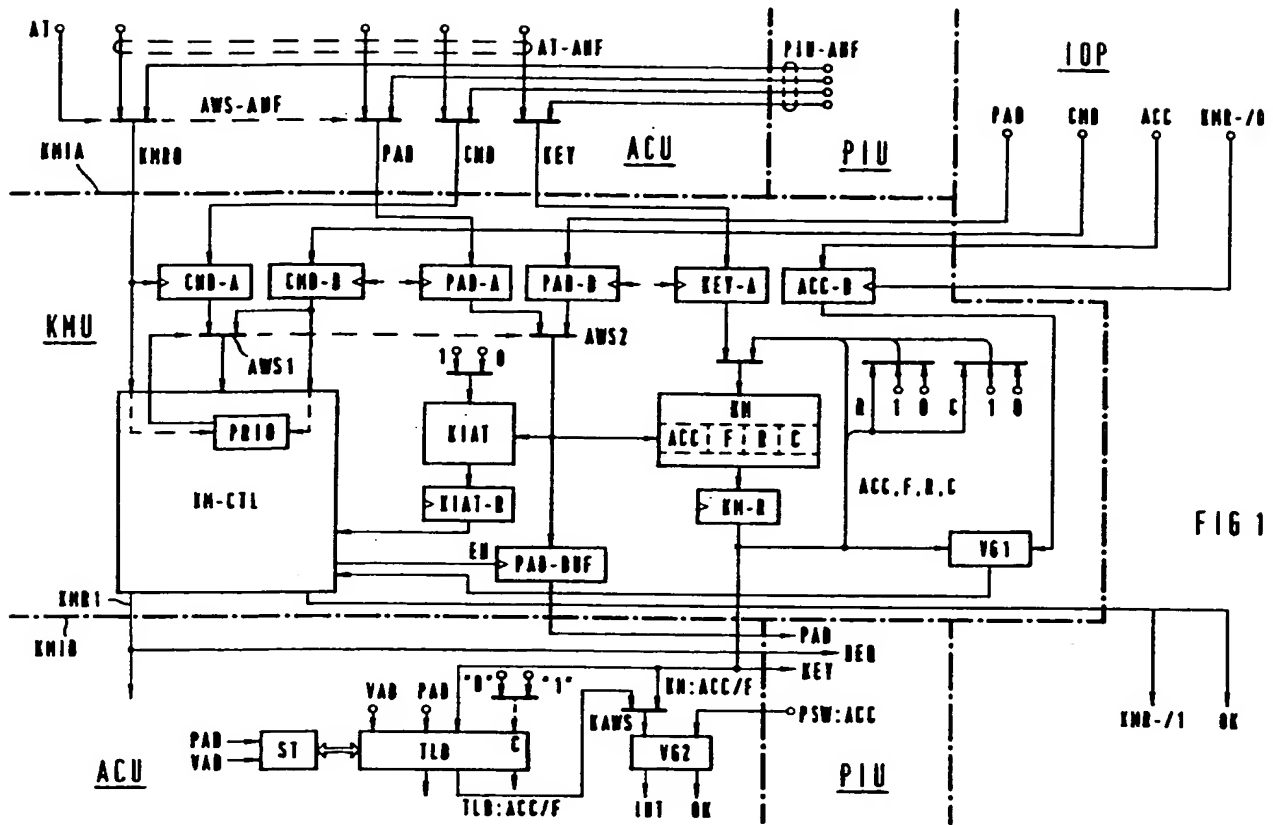 AT
AT-ANF
PIU-ANF
IOP
AWS-ANF
PAD
CMD
ACC
KMR-/0
KMIA
KMR0
PAD
CMD
KEY
ACU
PIU
CMD-A
CMD-B
PAD-A
PAD-B
KEY-A
ACC-B
KMU
AWS1
AWS2
1
0
R
1
0
C
1
0
PRIO
KIAT
KM
ACC
F
R
C
KM-CTL
KIAT-R
KM-R
ACC,F,R,C
FIG 1
EN
PAD-BUF
VG1
KMR1
KMIB
PAD
REQ
KEY
VAD
PAD
"0"
"1"
KM:ACC/F
KAWS
PSW:ACC
KMR-/1
OK
PAD
VAD
ST
TLB
C
VG2
ACU
TLB:ACC/F
INT
OK
PIU